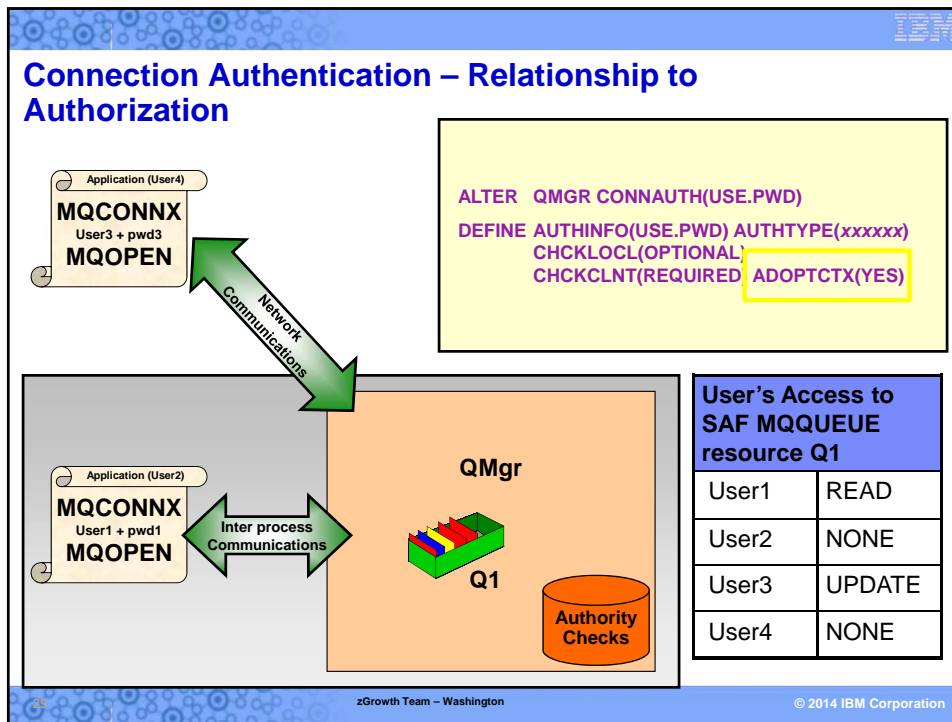 IBM
Connection Authentication – Relationship to
Authorization
Application (User4)
MQCONNX
User3 + pwd3
MQOPEN
Network
Communications
ALTER QMGR CONNAUTH(USE.PWD)
DEFINE AUTHINFO(USE.PWD) AUTHTYPE(xxxxxx)
CHCKLOCL(OPTIONAL)
CHCKCLNT(REQUIRED) ADOPTCTX(YES)
Application (User2)
MQCONNX
User1 + pwd1
MQOPEN
Inter process
Communications
QMgr
Q1
Authority
Checks
User's Access to
SAF MQQUEUE
resource Q1
User1 READ
User2 NONE
User3 UPDATE
User4 NONE
zGrowth Team – Washington
© 2014 IBM Corporation